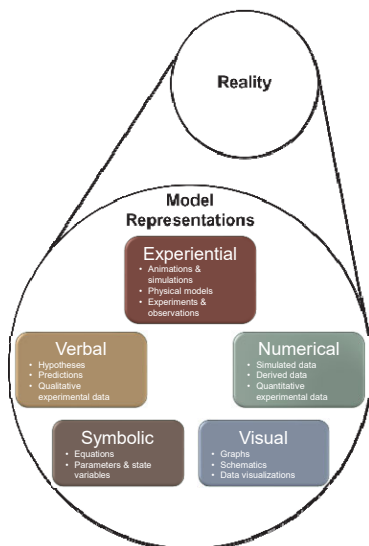 Reality
Model
Representations
Experiential
• Animations &
simulations
• Physical models
• Experiments &
observations
Verbal
• Hypotheses
• Predictions
• Qualitative
experimental data
Numerical
• Simulated data
• Derived data
• Quantitative
experimental data
Symbolic
• Equations
• Parameters & state
variables
Visual
• Graphs
• Schematics
• Data visualizations